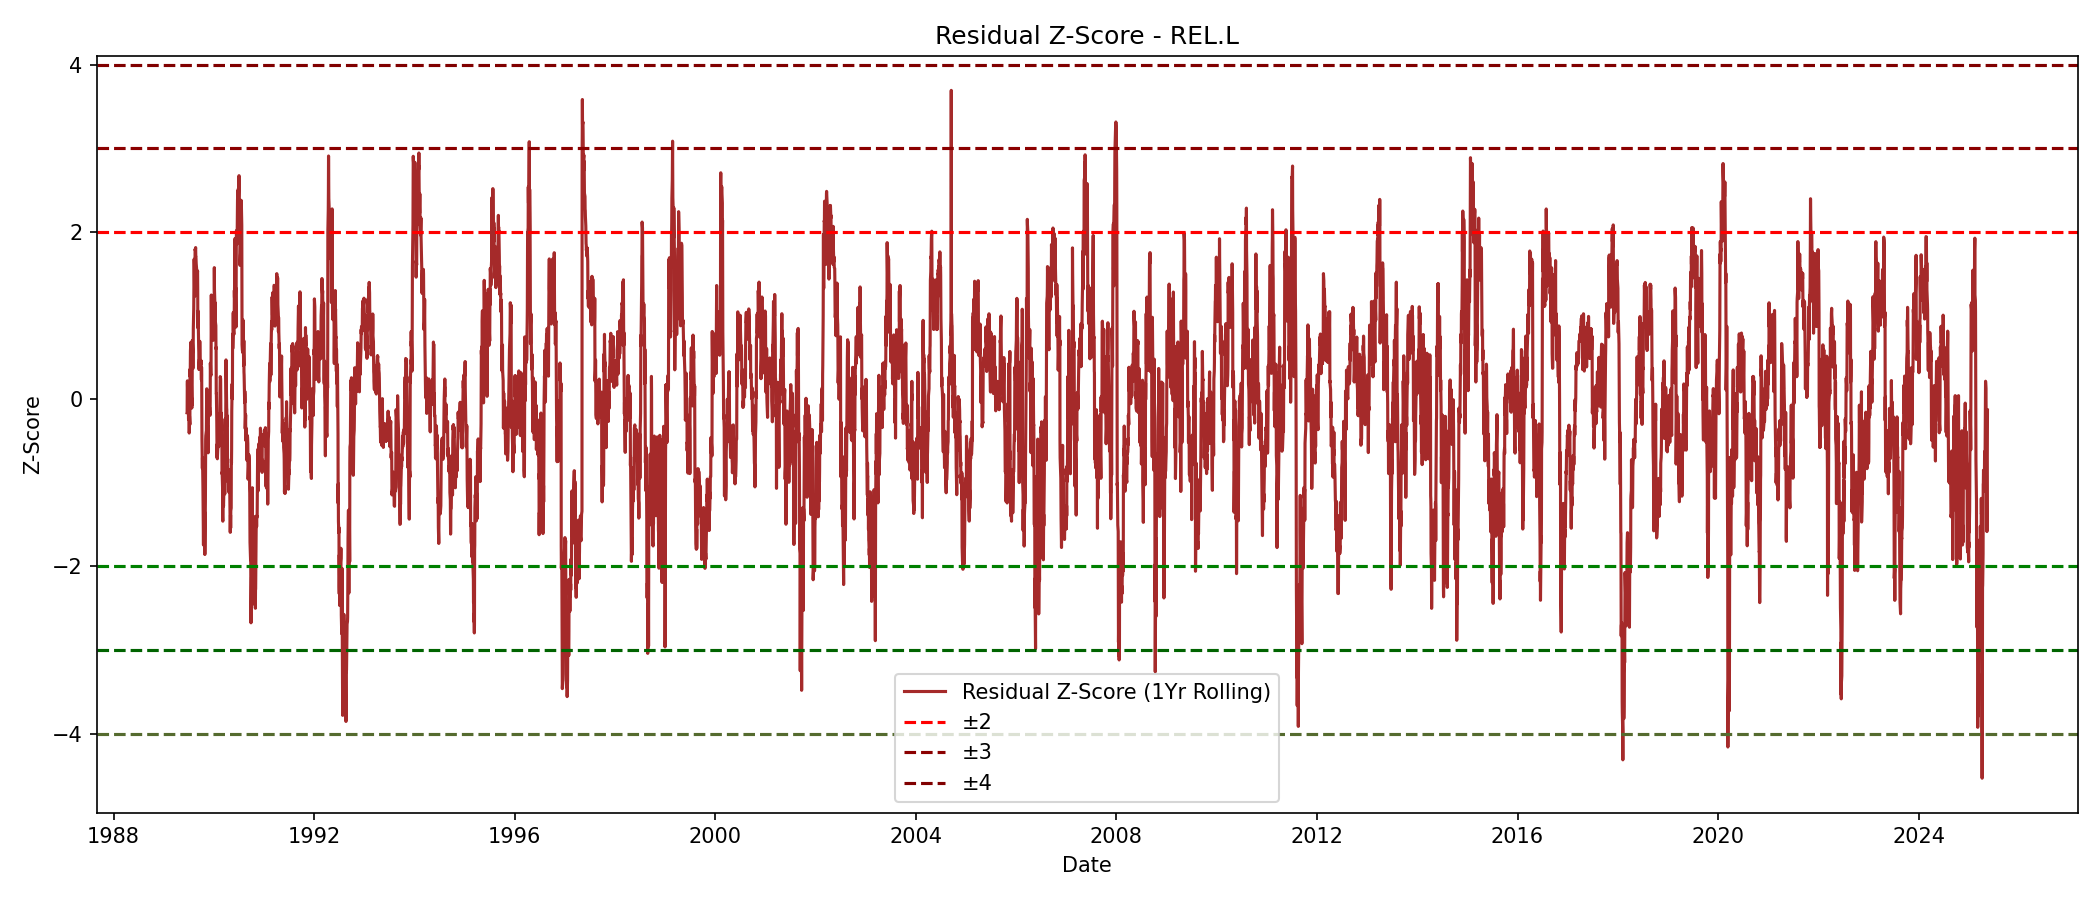 Residual Z-Score - REL.L
4
2
0
−2
−4
Z-Score
1988 1992 1996 2000 2004 2008 2012 2016 2020 2024
Date
Residual Z-Score (1Yr Rolling)
±2
±3
±4